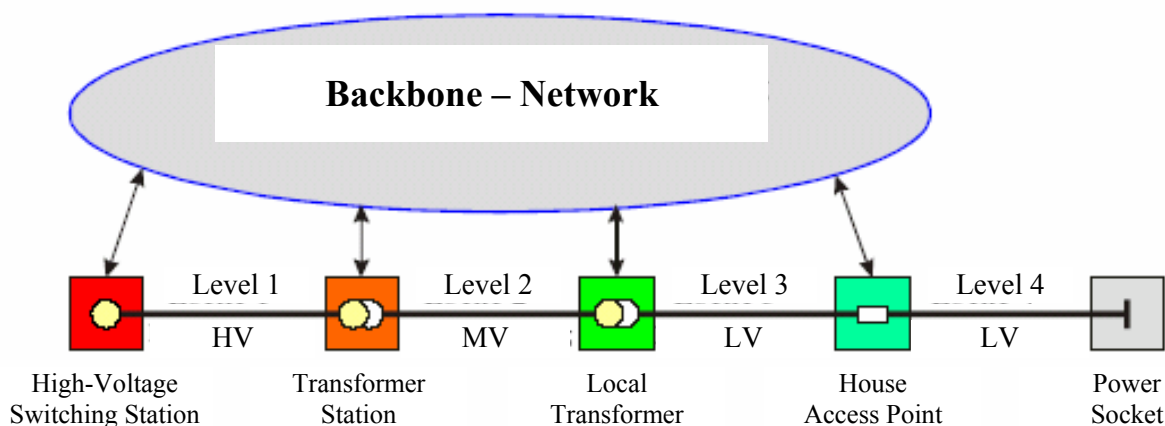 Backbone – Network
Level 1
Level 2
Level 3
Level 4
HV
MV
LV
LV
High-Voltage
Switching Station
Transformer
Station
Local
Transformer
House
Access Point
Power
Socket